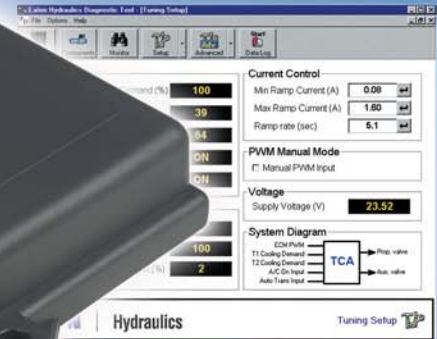 Eaton Hydraulics Diagnostic Tool - [Tuning Setup]
File Options Help
Monitor Setup Advanced Start Data Log
(%) 100
39
64
ON
ON
100
2
Current Control
Min Ramp Current (A) 0.08
Max Ramp Current (A) 1.60
Ramp rate (sec) 5.1
PWM Manual Mode
Manual PWM Input
Voltage
Supply Voltage (V) 23.52
System Diagram
ECM PWM
T1 Cooling Demand
T2 Cooling Demand
A/C On Input
Auto Trans Input
TCA
Prop. valve
Aux. valve
Hydraulics
Tuning Setup